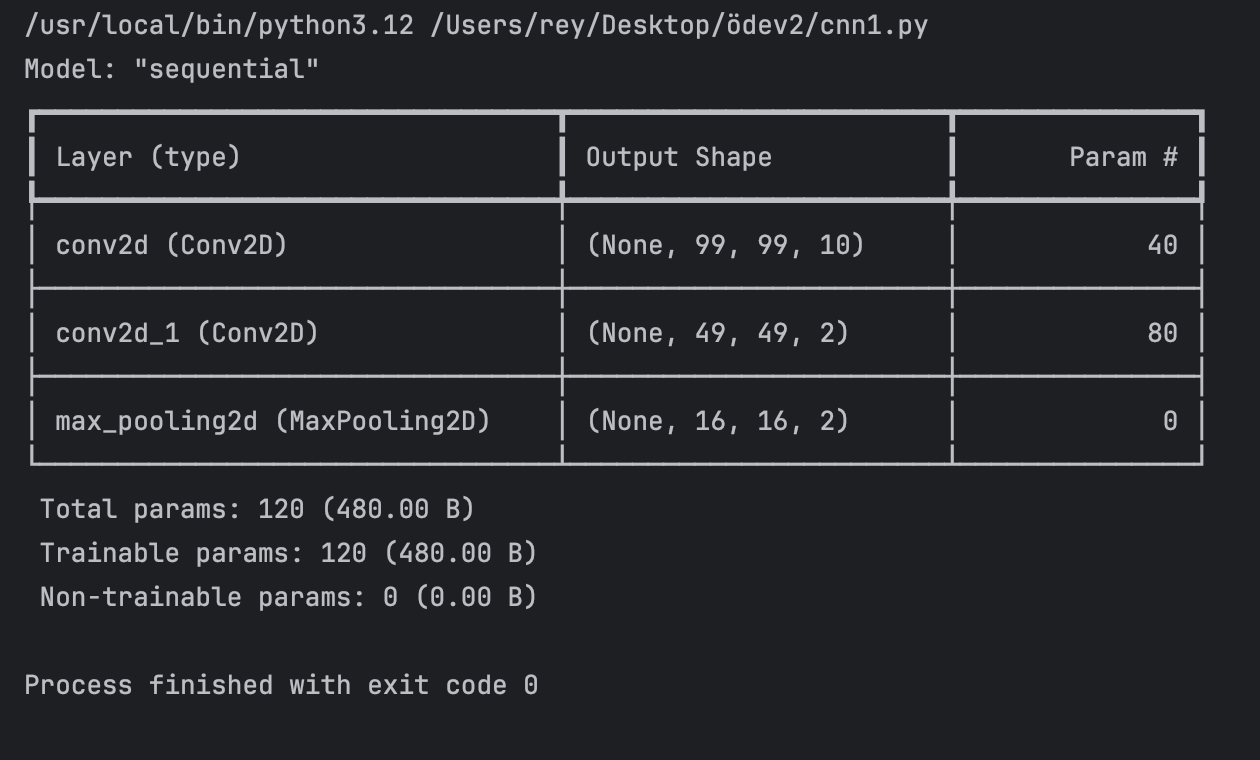 /usr/local/bin/python3.12 /Users/rey/Desktop/ödev2/cnn1.py
Model: "sequential"
Layer (type) Output Shape Param #
conv2d (Conv2D) (None, 99, 99, 10) 40
conv2d_1 (Conv2D) (None, 49, 49, 2) 80
max_pooling2d (MaxPooling2D) (None, 16, 16, 2) 0
Total params: 120 (480.00 B)
Trainable params: 120 (480.00 B)
Non-trainable params: 0 (0.00 B)
Process finished with exit code 0